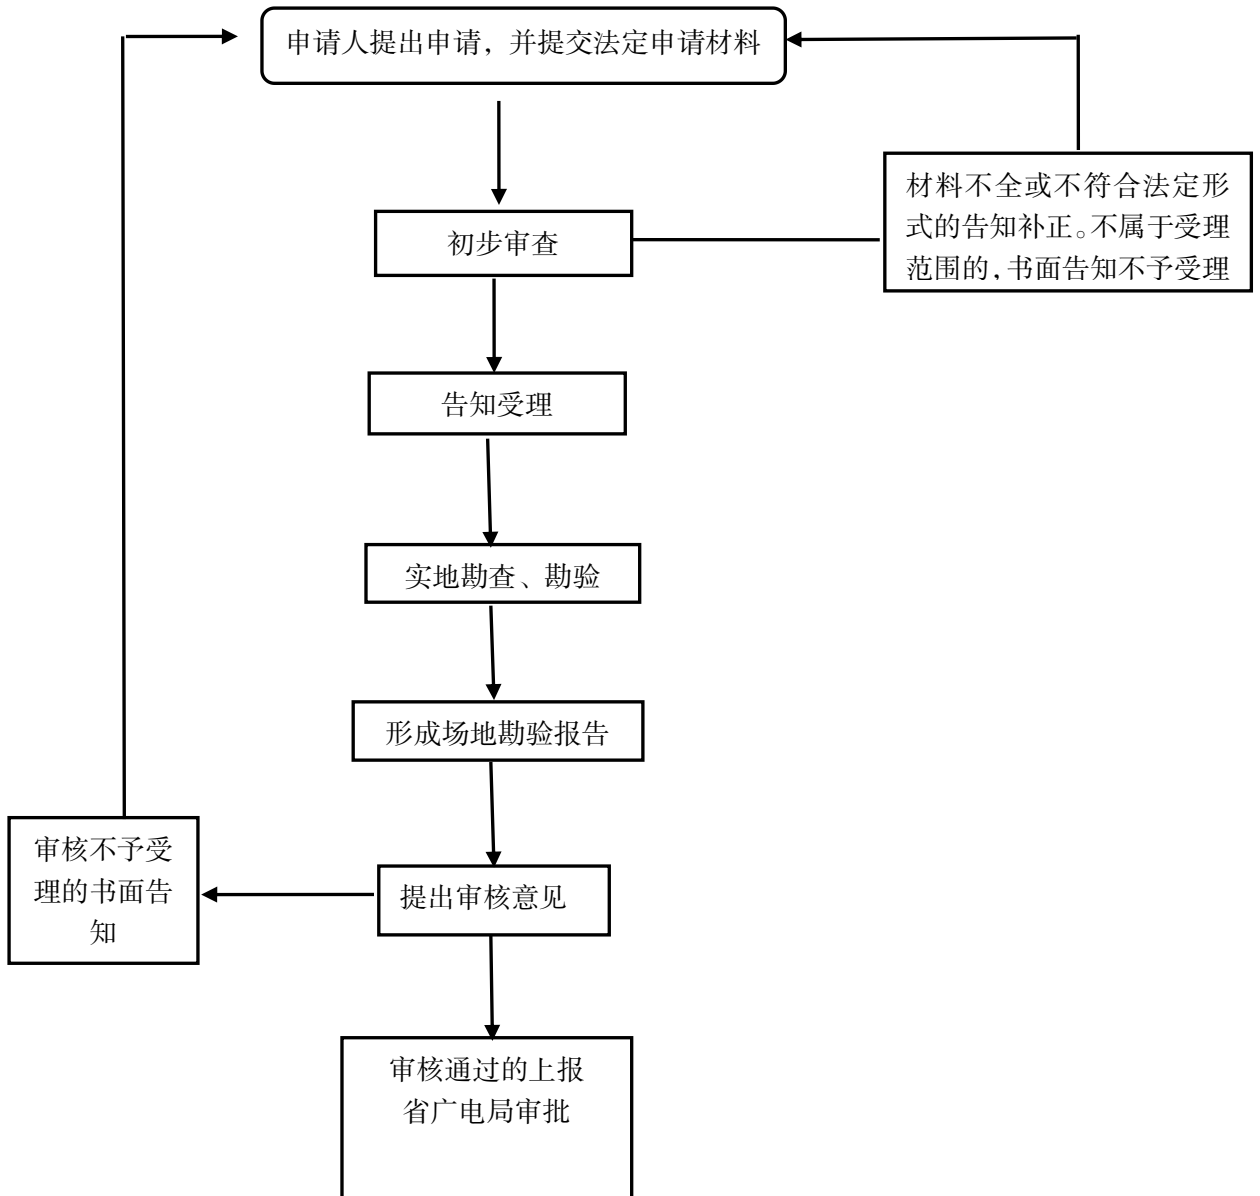 申请人提出申请，并提交法定申请材料
材料不全或不符合法定形
式的告知补正。不属于受理
范围的，书面告知不予受理
初步审查
告知受理
实地勘查、勘验
形成场地勘验报告
审核不予受
理的书面告
知
提出审核意见
审核通过的上报
省广电局审批